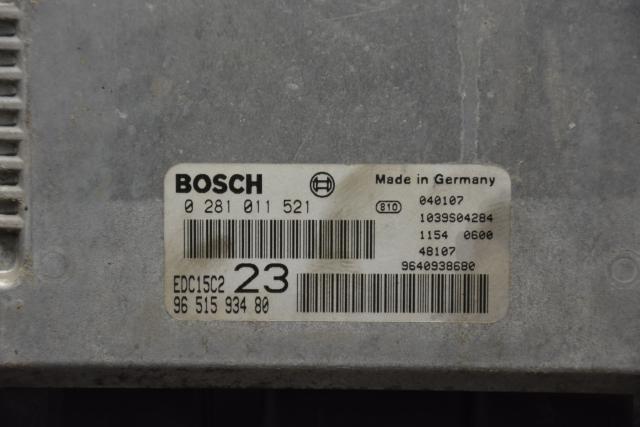 BOSCH
Made in Germany
0 281 011 521
810
040107
1039S04284
1154 0600
48107
9640938680
EDC15C2 23
96 515 934 80